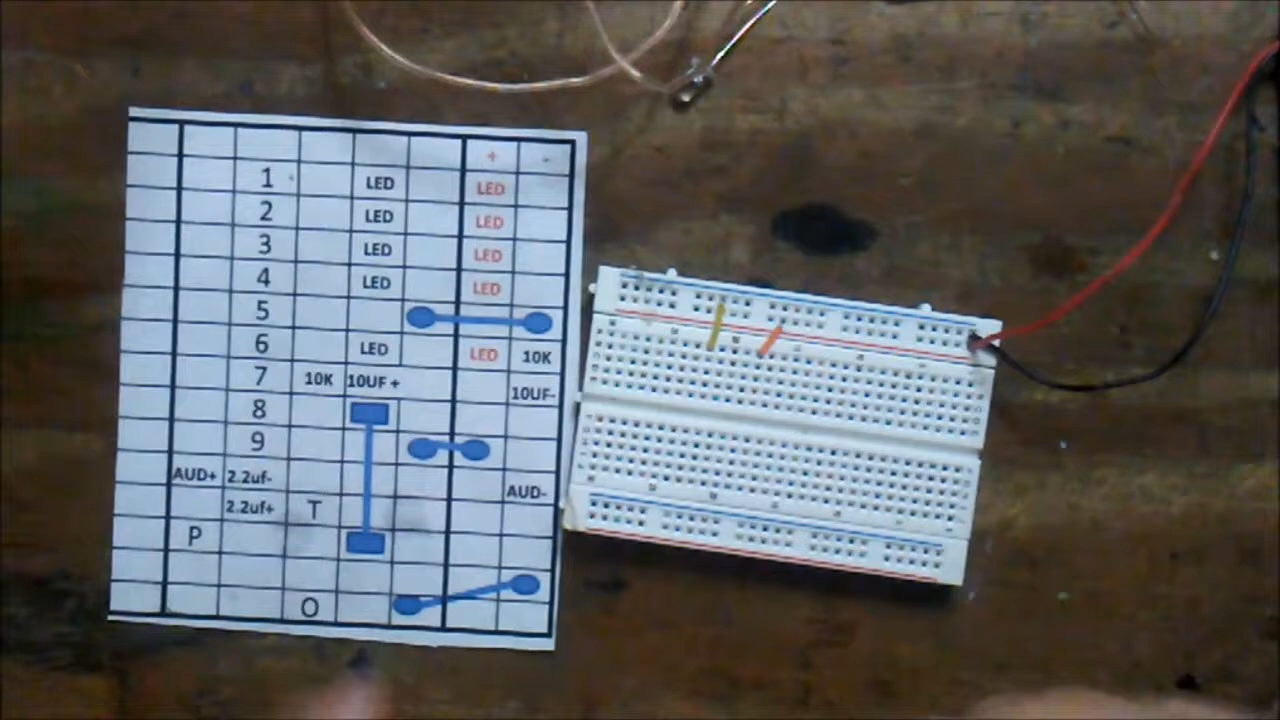 + -
1 LED LED
2 LED LED
3 LED LED
4 LED LED
5
6 LED LED 10K
7 10K 10UF + 10UF-
8
9
AUD+ 2.2uf- AUD-
2.2uf+ T
P
O